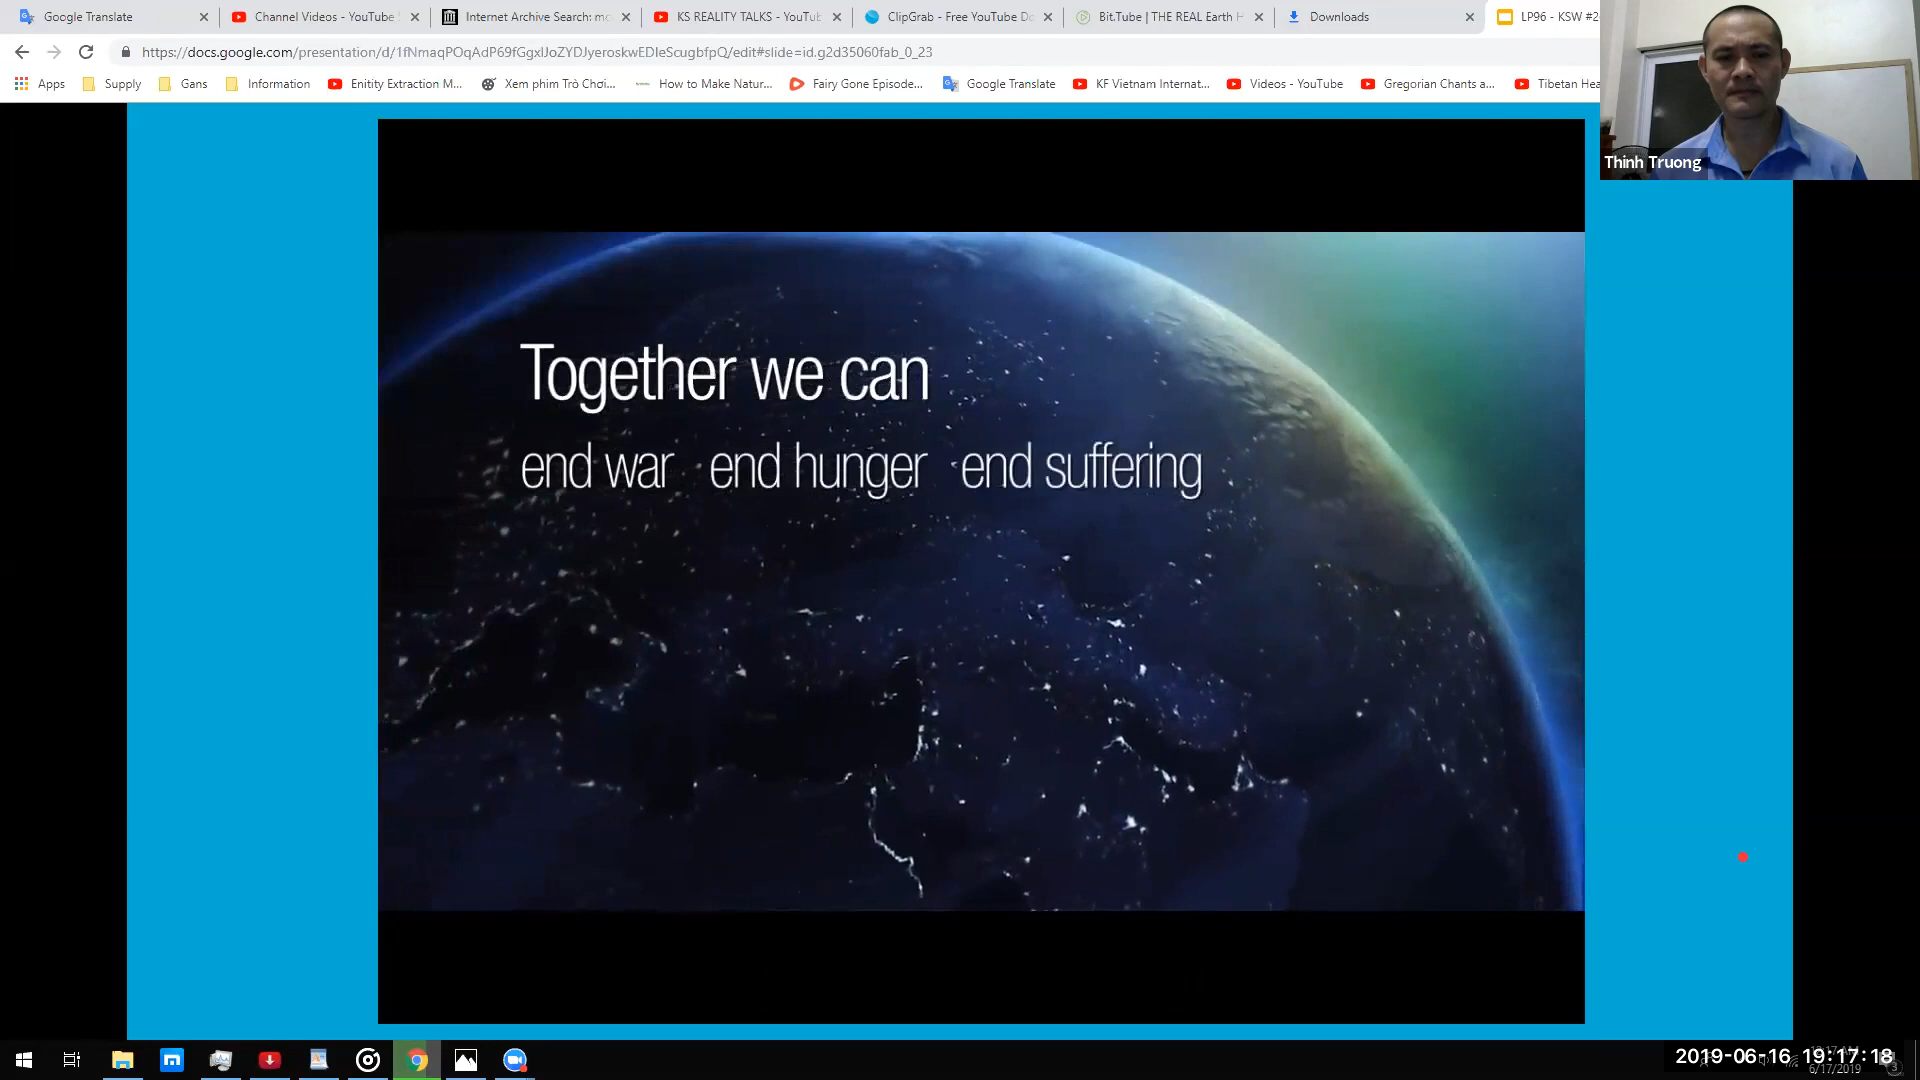 Google Translate
Channel Videos - YouTube
Internet Archive Search: mo
KS REALITY TALKS - YouTub
ClipGrab - Free YouTube Do
Bit.Tube | THE REAL Earth H
Downloads
LP96 - KSW #2
https://docs.google.com/presentation/d/1fNmaqPOqAdP69fGgxlJoZYDJyeroskwEDIeScugbfpQ/edit#slide=id.g2d35060fab_0_23
Apps
Supply
Gans
Information
Enitity Extraction M...
Xem phim Trò Chơi...
How to Make Natur...
Fairy Gone Episode...
Google Translate
KF Vietnam Internat...
Videos - YouTube
Gregorian Chants a...
Tibetan Hea
Thinh Truong
Together we can
end war end hunger end suffering
2019-06-16 19:17:18
6/17/2019